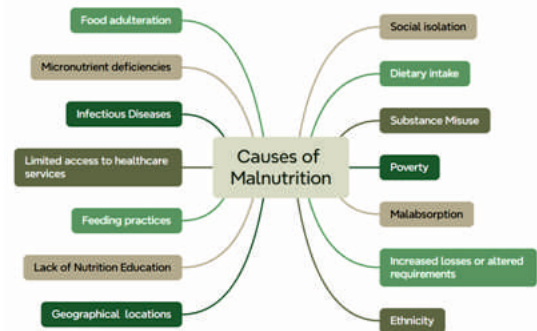 Food adulteration
Micronutrient deficiencies
Infectious Diseases
Limited access to healthcare
services
Feeding practices
Lack of Nutrition Education
Geographical locations
Causes of
Malnutrition
Social isolation
Dietary intake
Substance Misuse
Poverty
Malabsorption
Increased losses or altered
requirements
Ethnicity